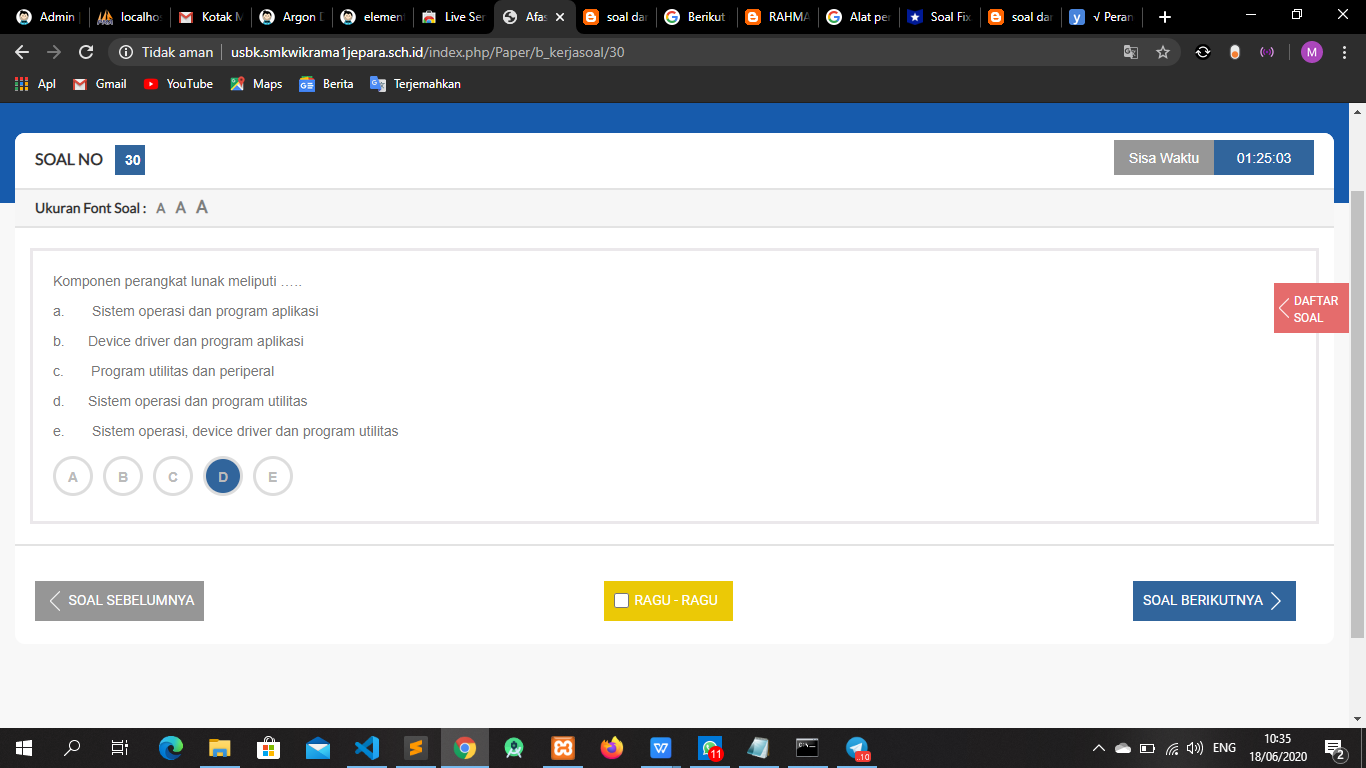 Admin
localhos
Kotak M
Argon D
element
Live Ser
Afas
soal dar
Berikut
RAHMA
Alat per
Soal Fix
soal dar
√ Peran
Tidak aman
usbk.smkwikrama1jepara.sch.id/index.php/Paper/b_kerjasoal/30
M
Apl
Gmail
YouTube
Maps
Berita
Terjemahkan
SOAL NO 30
Sisa Waktu 01:25:03
Ukuran Font Soal : A A A
Komponen perangkat lunak meliputi …..
a. Sistem operasi dan program aplikasi
b. Device driver dan program aplikasi
c. Program utilitas dan periperal
d. Sistem operasi dan program utilitas
e. Sistem operasi, device driver dan program utilitas
A B C D E
DAFTAR
SOAL
SOAL SEBELUMNYA
RAGU - RAGU
SOAL BERIKUTNYA
11
..10
ENG
10:35
18/06/2020
2